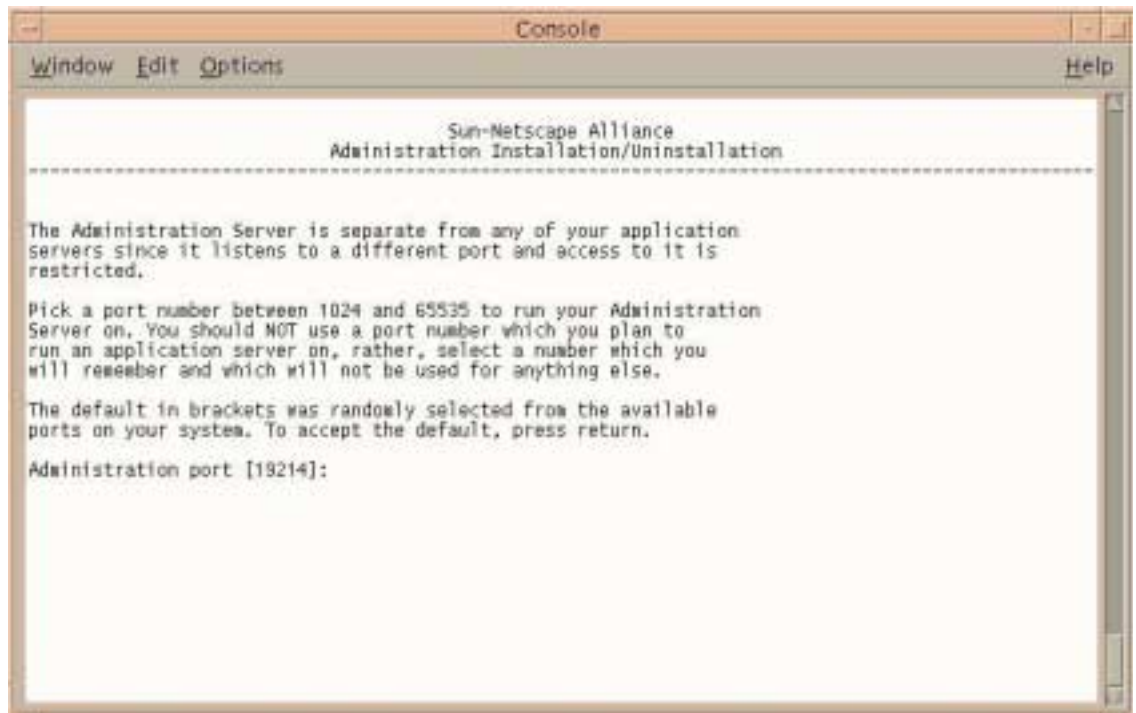 Console
Window Edit Options Help
Sun-Netscape Alliance
Administration Installation/Uninstallation
--------------------------------------------------------------------------------
The Administration Server is separate from any of your application
servers since it listens to a different port and access to it is
restricted.
Pick a port number between 1024 and 65535 to run your Administration
Server on. You should NOT use a port number which you plan to
run an application server on, rather, select a number which you
will remember and which will not be used for anything else.
The default in brackets was randomly selected from the available
ports on your system. To accept the default, press return.
Administration port [19214]: